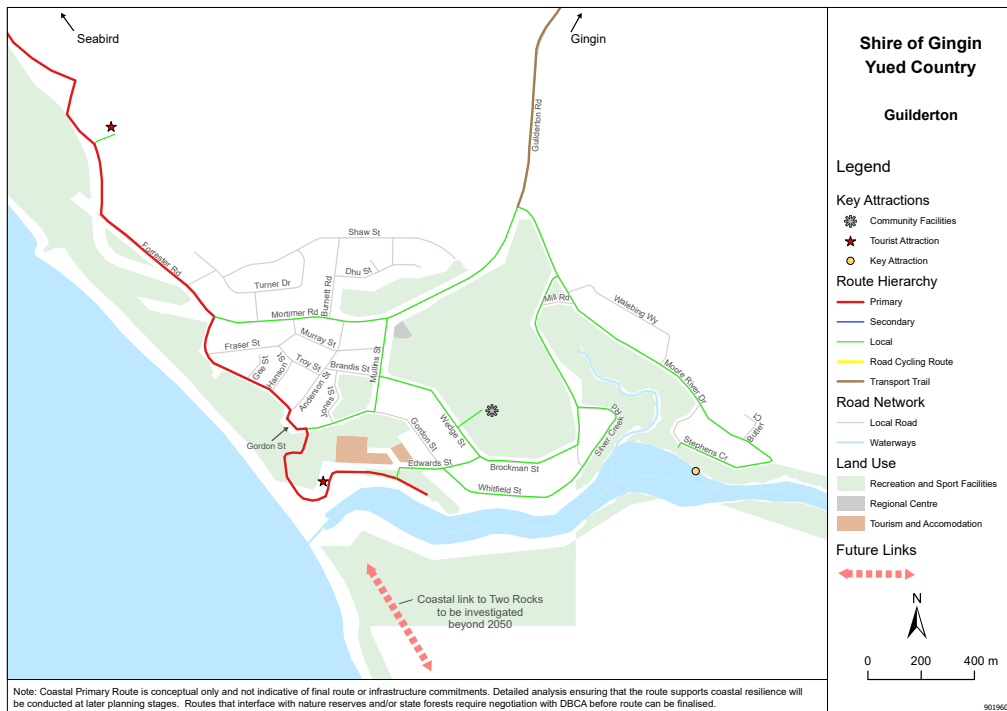 Seabird
Gingin
Guilderton Rd
Forrester Rd
Shaw St
Dhu St
Turner Dr
Burnett Rd
Mortimer Rd
Mill Rd
Walebing Wy
Fraser St
Murray St
Gee St
Hanson St
Troy St
Brandis St
Anderson St
Jones St
Mullins St
Moore River Dr
Gordon St
Gordon St
Wedge St
Silver Creek Rd
Butler Ct
Stephens Cr
Edwards St
Brockman St
Whitfield St
Coastal link to Two Rocks
to be investigated
beyond 2050
Shire of Gingin
Yued Country
Guilderton
Legend
Key Attractions
Community Facilities
Tourist Attraction
Key Attraction
Route Hierarchy
Primary
Secondary
Local
Road Cycling Route
Transport Trail
Road Network
Local Road
Waterways
Land Use
Recreation and Sport Facilities
Regional Centre
Tourism and Accomodation
Future Links
N
0 200 400 m
Note: Coastal Primary Route is conceptual only and not indicative of final route or infrastructure commitments. Detailed analysis ensuring that the route supports coastal resilience will
be conducted at later planning stages. Routes that interface with nature reserves and/or state forests require negotiation with DBCA before route can be finalised.